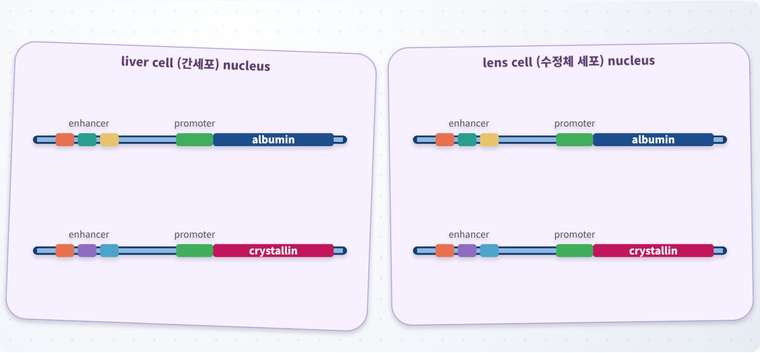 liver cell (간세포) nucleus
enhancer promoter
albumin
enhancer promoter
crystallin
lens cell (수정체 세포) nucleus
enhancer promoter
albumin
enhancer promoter
crystallin